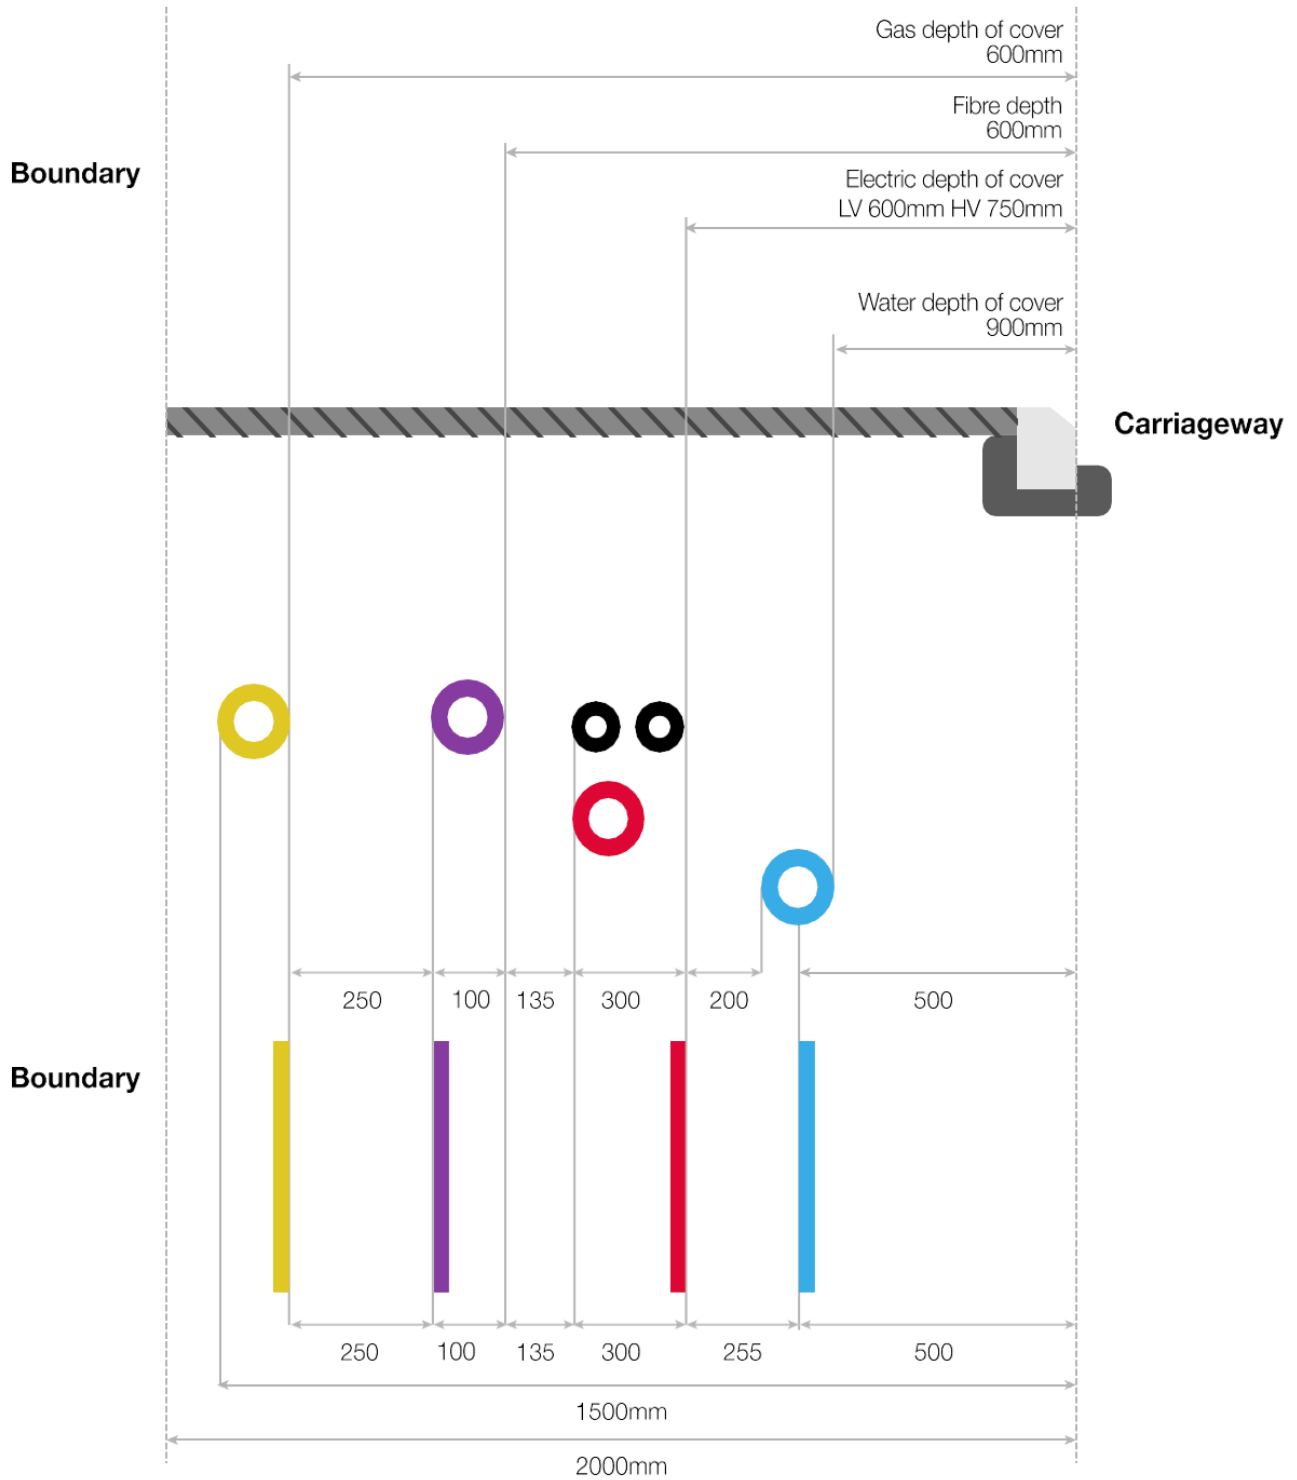 Gas depth of cover
600mm
Fibre depth
600mm
Boundary
Electric depth of cover
LV 600mm HV 750mm
Water depth of cover
900mm
Carriageway
250 100 135 300 200 500
Boundary
250 100 135 300 255 500
1500mm
2000mm